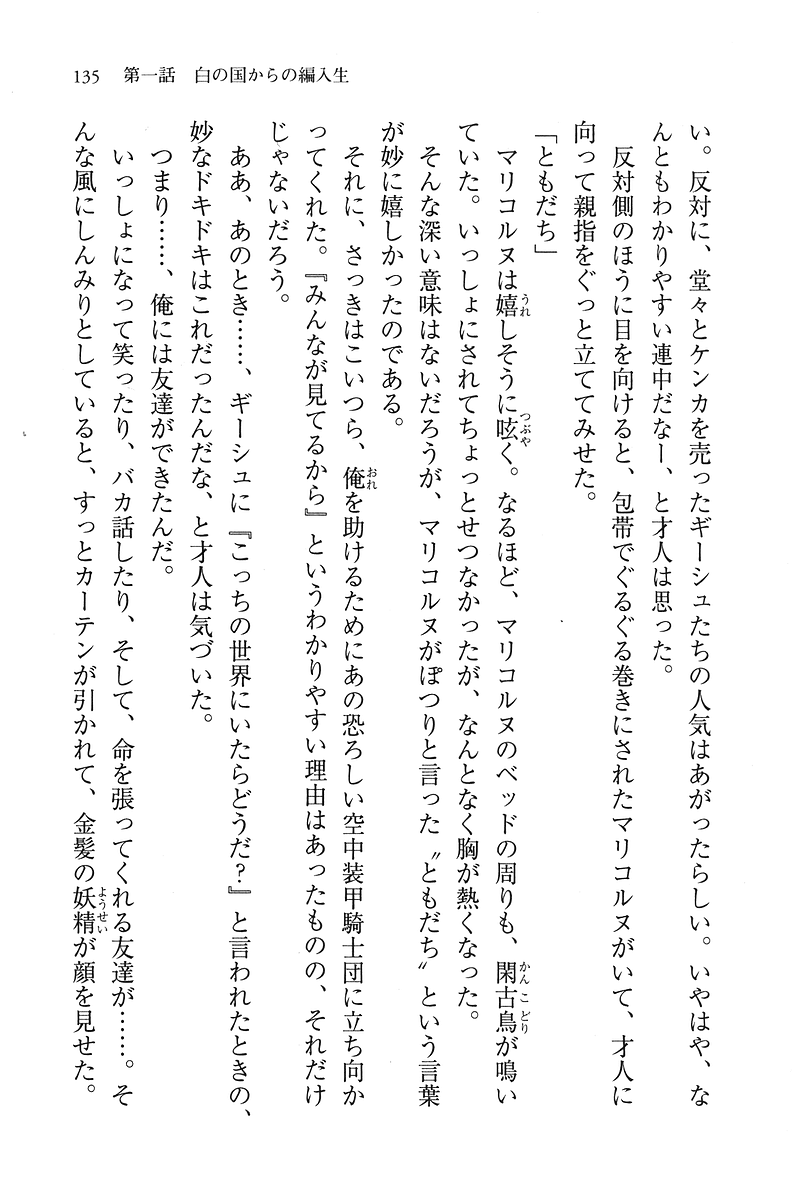 135　第一話　白の国からの編入生
い。反対に、堂々とケンカを売ったギーシュたちの人気はあがったらしい。いやはや、な
んともわかりやすい連中だなー、と才人は思った。
　反対側のほうに目を向けると、包帯でぐるぐる巻きにされたマリコルヌがいて、才人に
向って親指をぐっと立ててみせた。
「ともだち」
　マリコルヌは嬉しそうに呟く。なるほど、マリコルヌのベッドの周りも、閑古鳥が鳴い
ていた。いっしょにされてちょっとせつなかったが、なんとなく胸が熱くなった。
　そんな深い意味はないだろうが、マリコルヌがぽつりと言った〝ともだち〟という言葉
が妙に嬉しかったのである。
　それに、さっきはこいつら、俺を助けるためにあの恐ろしい空中装甲騎士団に立ち向か
ってくれた。『みんなが見てるから』というわかりやすい理由はあったものの、それだけ
じゃないだろう。
　ああ、あのとき……、ギーシュに『こっちの世界にいたらどうだ？』と言われたときの、
妙なドキドキはこれだったんだな、と才人は気づいた。
　つまり……、俺には友達ができたんだ。
　いっしょになって笑ったり、バカ話したり、そして、命を張ってくれる友達が……。そ
んな風にしんみりとしていると、すっとカーテンが引かれて、金髪の妖精が顔を見せた。